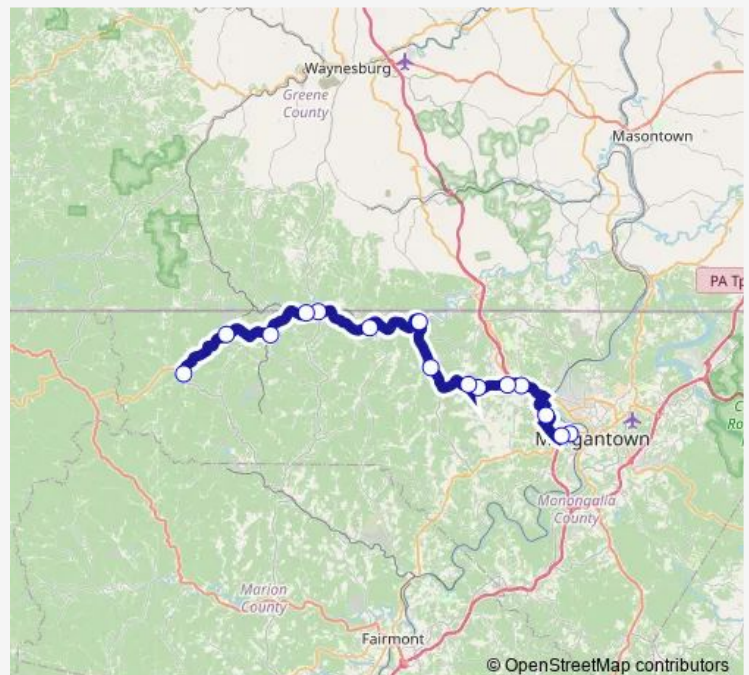 Waynesburg
Greene
County
Masontown
PA Tp
Morgantown
Monongalia
County
Marion
County
Fairmont
© OpenStreetMap contributors